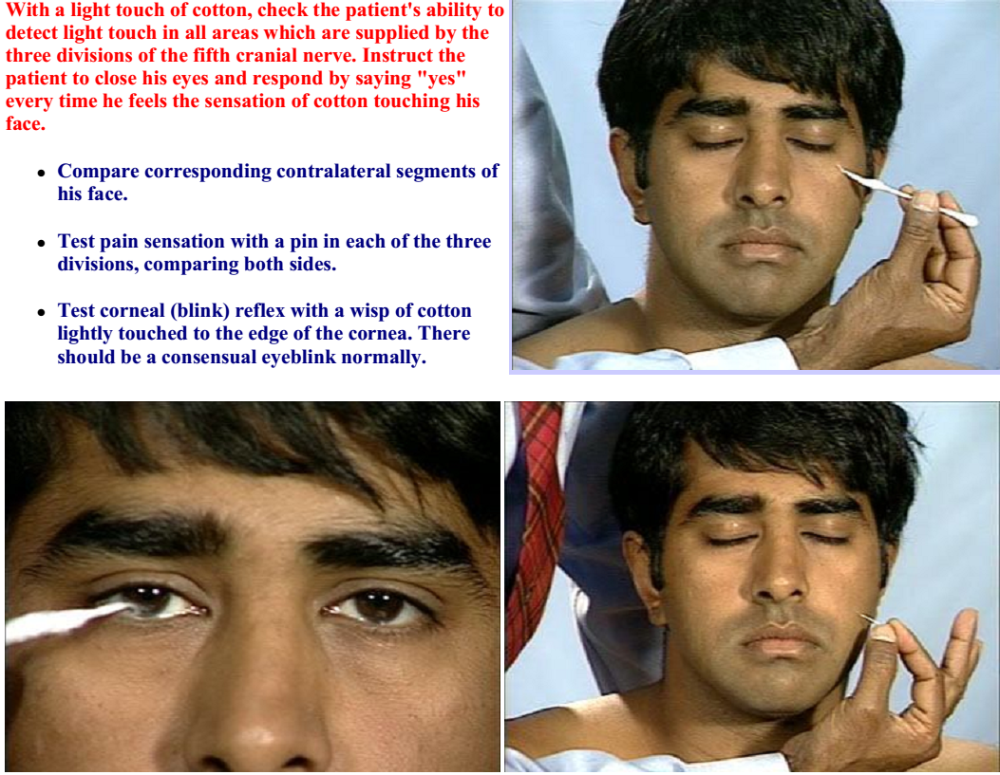 With a light touch of cotton, check the patient's ability to
detect light touch in all areas which are supplied by the
three divisions of the fifth cranial nerve. Instruct the
patient to close his eyes and respond by saying "yes"
every time he feels the sensation of cotton touching his
face.
• Compare corresponding contralateral segments of
his face.
• Test pain sensation with a pin in each of the three
divisions, comparing both sides.
• Test corneal (blink) reflex with a wisp of cotton
lightly touched to the edge of the cornea. There
should be a consensual eyeblink normally.